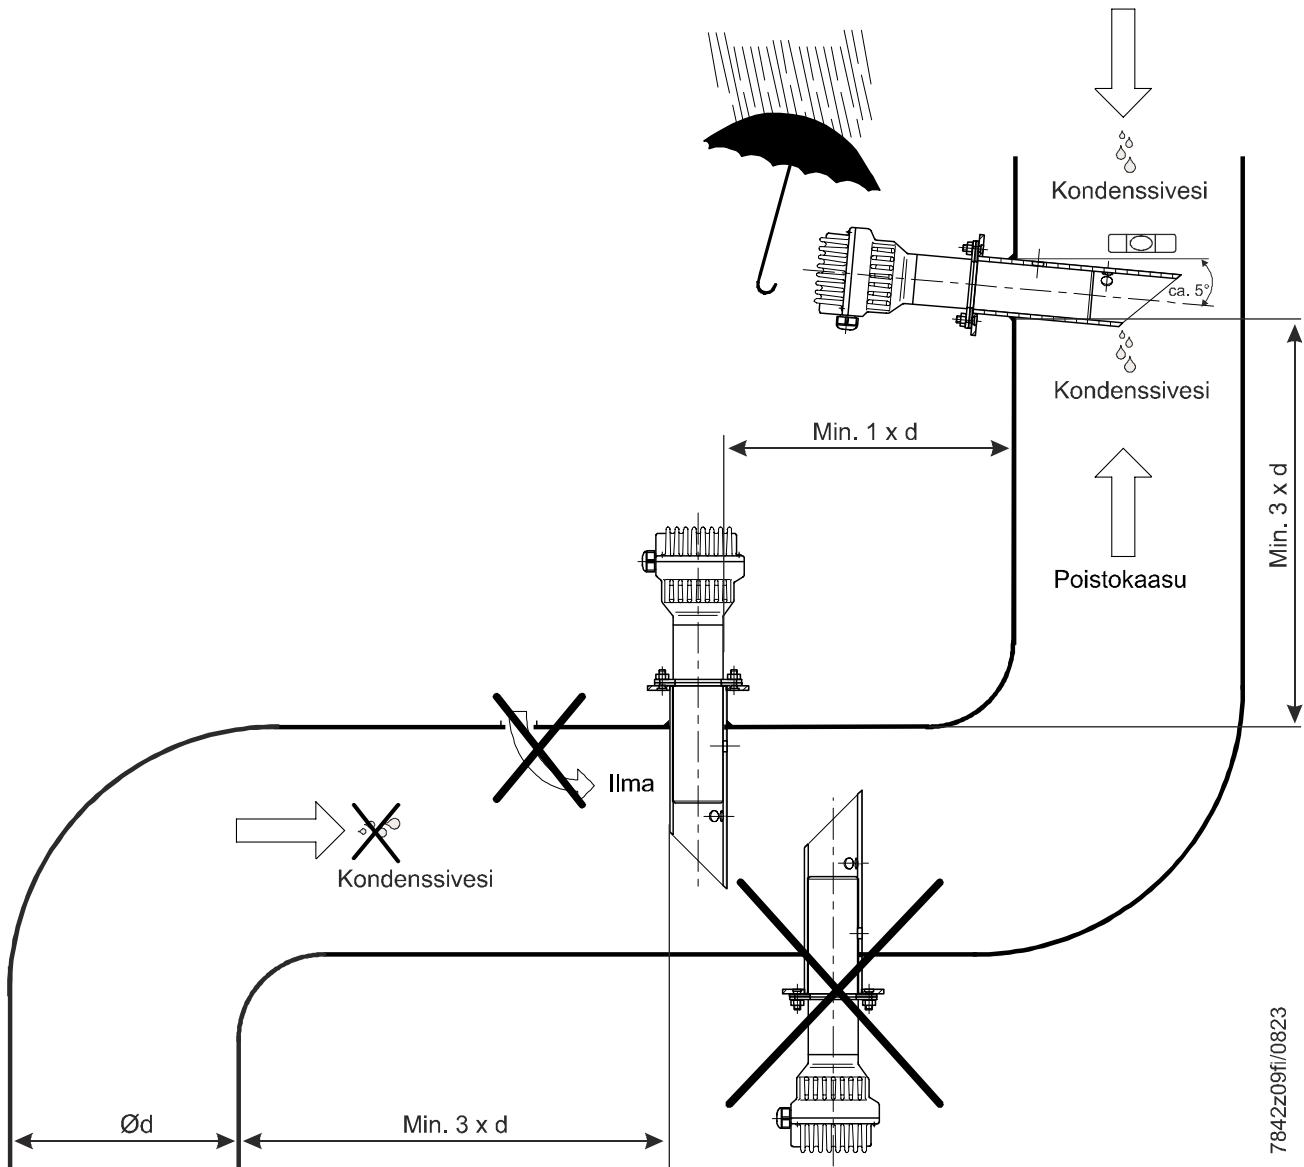 Kondenssivesi
ca. 5°
Kondenssivesi
Min. 1 x d
Min. 3 x d
Poistokaasu
Ilma
Kondenssivesi
Ød
Min. 3 x d
7842z09fi/0823